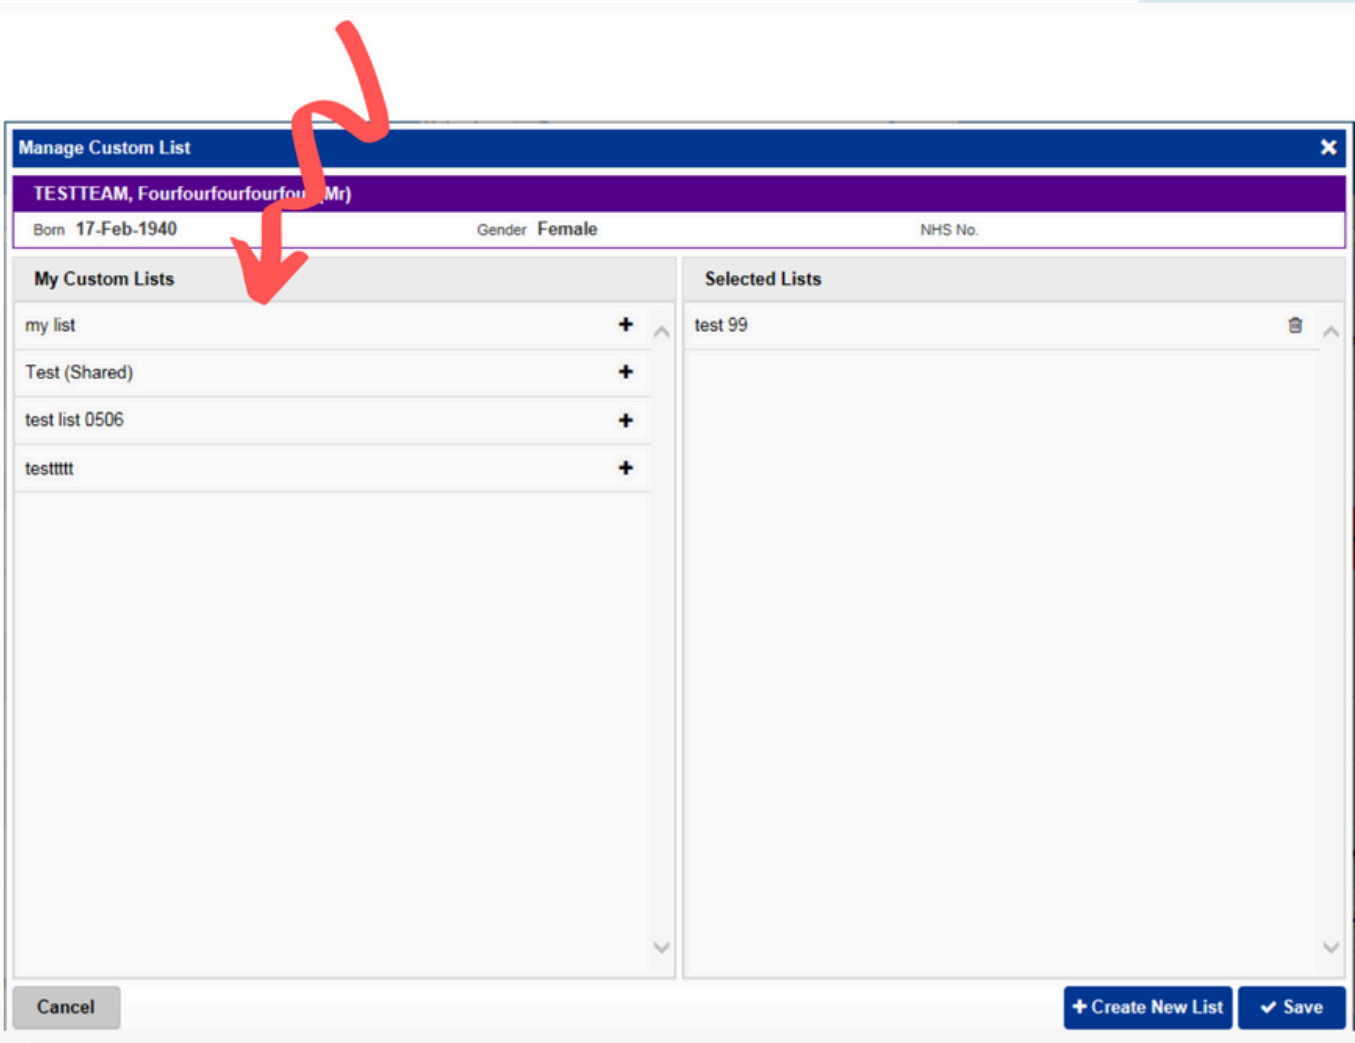 Manage Custom List
TESTTEAM, Fourfourfourfourfou (Mr)
Born 17-Feb-1940 Gender Female NHS No.
My Custom Lists Selected Lists
my list test 99
Test (Shared)
test list 0506
testtttt
Cancel Create New List Save